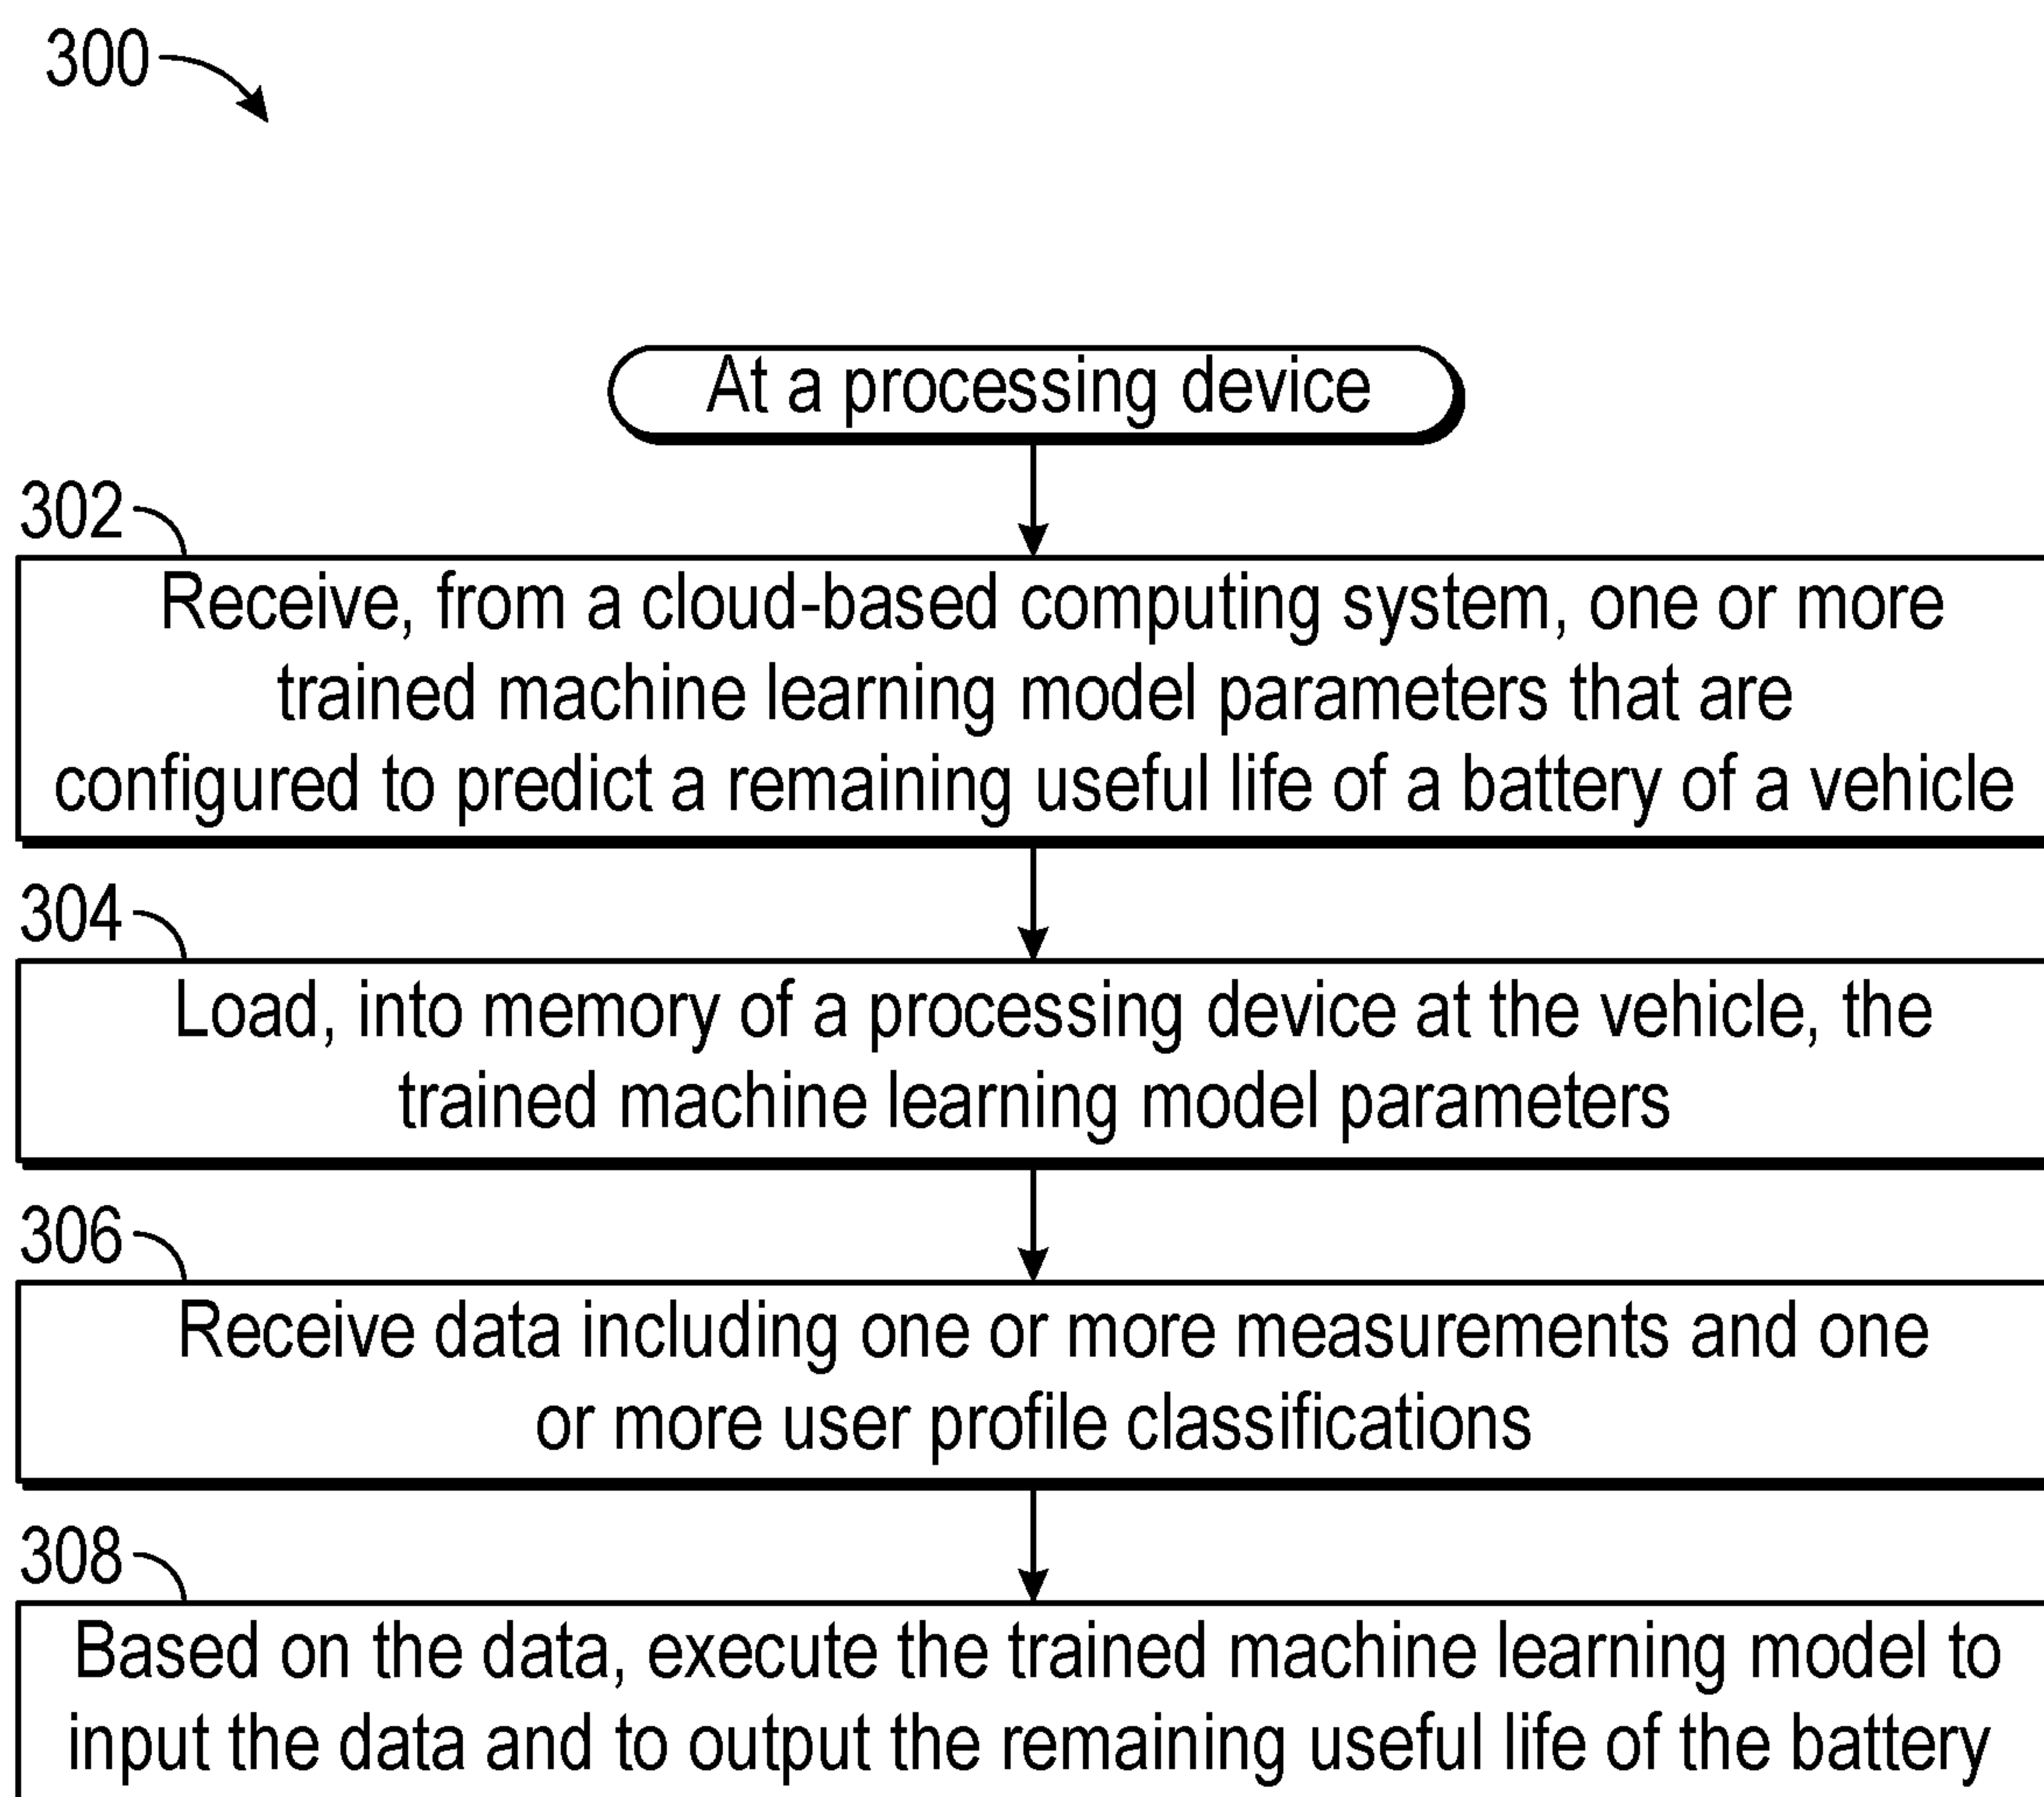 300
At a processing device
302
Receive, from a cloud-based computing system, one or more
trained machine learning model parameters that are
configured to predict a remaining useful life of a battery of a vehicle
304
Load, into memory of a processing device at the vehicle, the
trained machine learning model parameters
306
Receive data including one or more measurements and one
or more user profile classifications
308
Based on the data, execute the trained machine learning model to
input the data and to output the remaining useful life of the battery